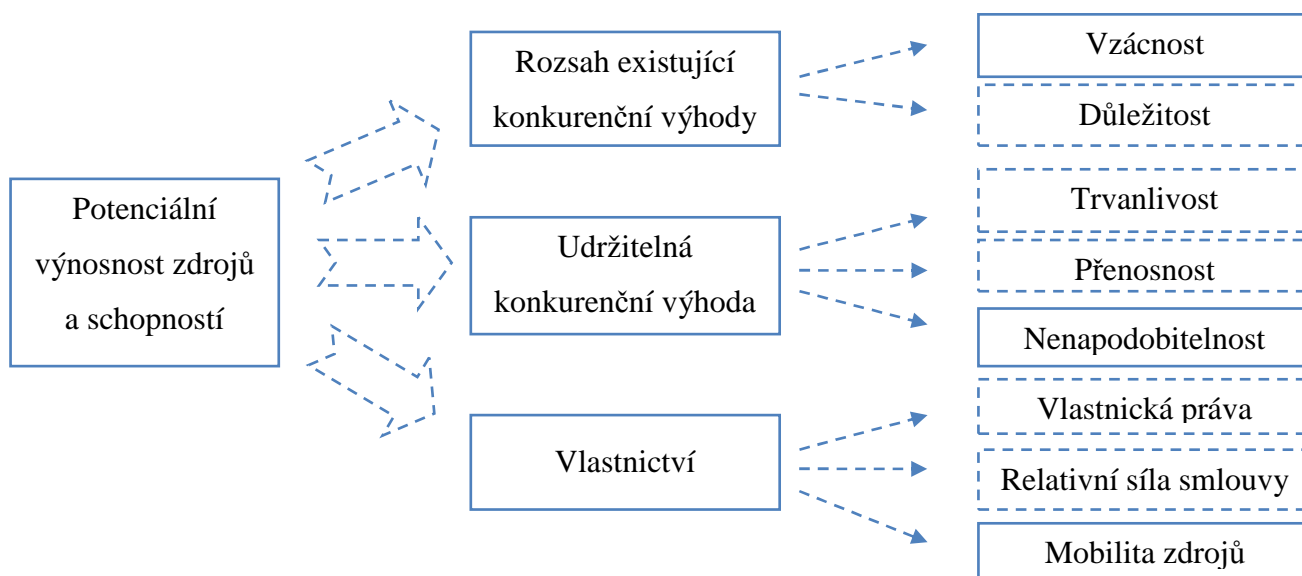 Potenciální
výnosnost zdrojů
a schopností
Rozsah existující
konkurenční výhody
Udržitelná
konkurenční výhoda
Vlastnictví
Vzácnost
Důležitost
Trvanlivost
Přenosnost
Nenapodobitelnost
Vlastnická práva
Relativní síla smlouvy
Mobilita zdrojů